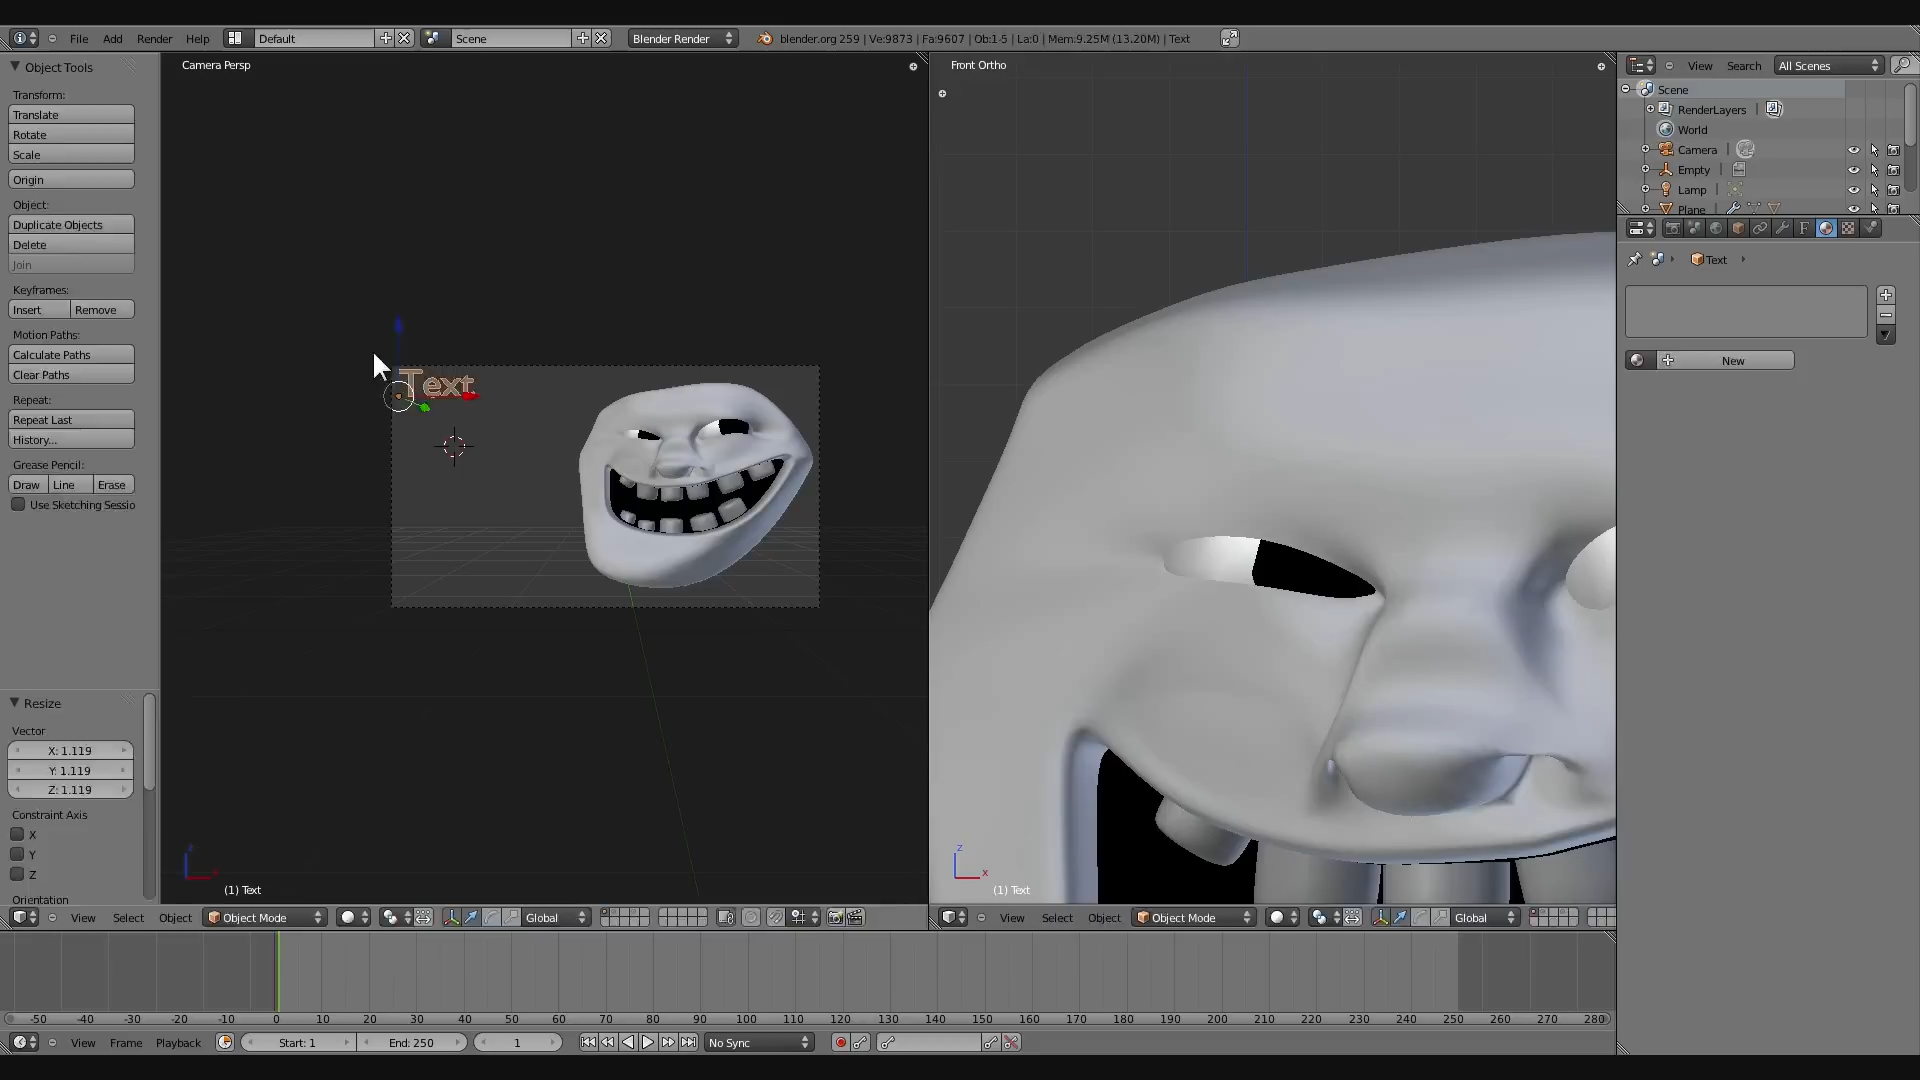 File Add Render Help Default Scene Blender Render blender.org 259 | Ve:9873 | Fa:9607 | Ob:1-5 | La:0 | Mem:9.25M (13.20M) | Text
Object Tools
Transform:
Translate
Rotate
Scale
Origin
Object:
Duplicate Objects
Delete
Join
Keyframes:
Insert Remove
Motion Paths:
Calculate Paths
Clear Paths
Repeat:
Repeat Last
History...
Grease Pencil:
Draw Line Erase
Use Sketching Sessio
Resize
Vector
X: 1.119
Y: 1.119
Z: 1.119
Constraint Axis
X
Y
Z
Orientation
Camera Persp
Text
z
(1) Text
View Select Object Object Mode Global
Front Ortho
z
x
(1) Text
View Select Object Object Mode Global
View Search All Scenes
Scene
RenderLayers |
World
Camera |
Empty |
Lamp |
Plane |
F
Text
New
-50 -40 -30 -20 -10 0 10 20 30 40 50 60 70 80 90 100 110 120 130 140 150 160 170 180 190 200 210 220 230 240 250 260 270 280
View Frame Playback Start: 1 End: 250 1 No Sync